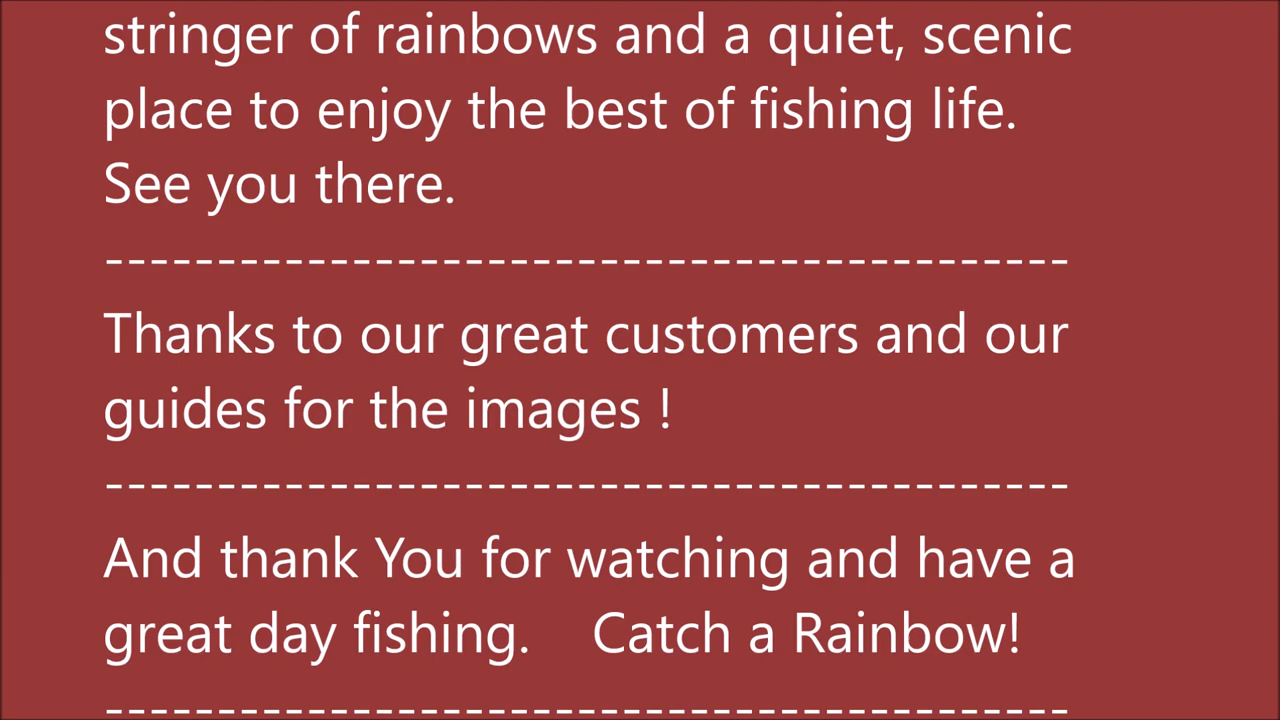 stringer of rainbows and a quiet, scenic
place to enjoy the best of fishing life.
See you there.
-------------------------------------------
Thanks to our great customers and our
guides for the images !
-------------------------------------------
And thank You for watching and have a
great day fishing.    Catch a Rainbow!
-------------------------------------------